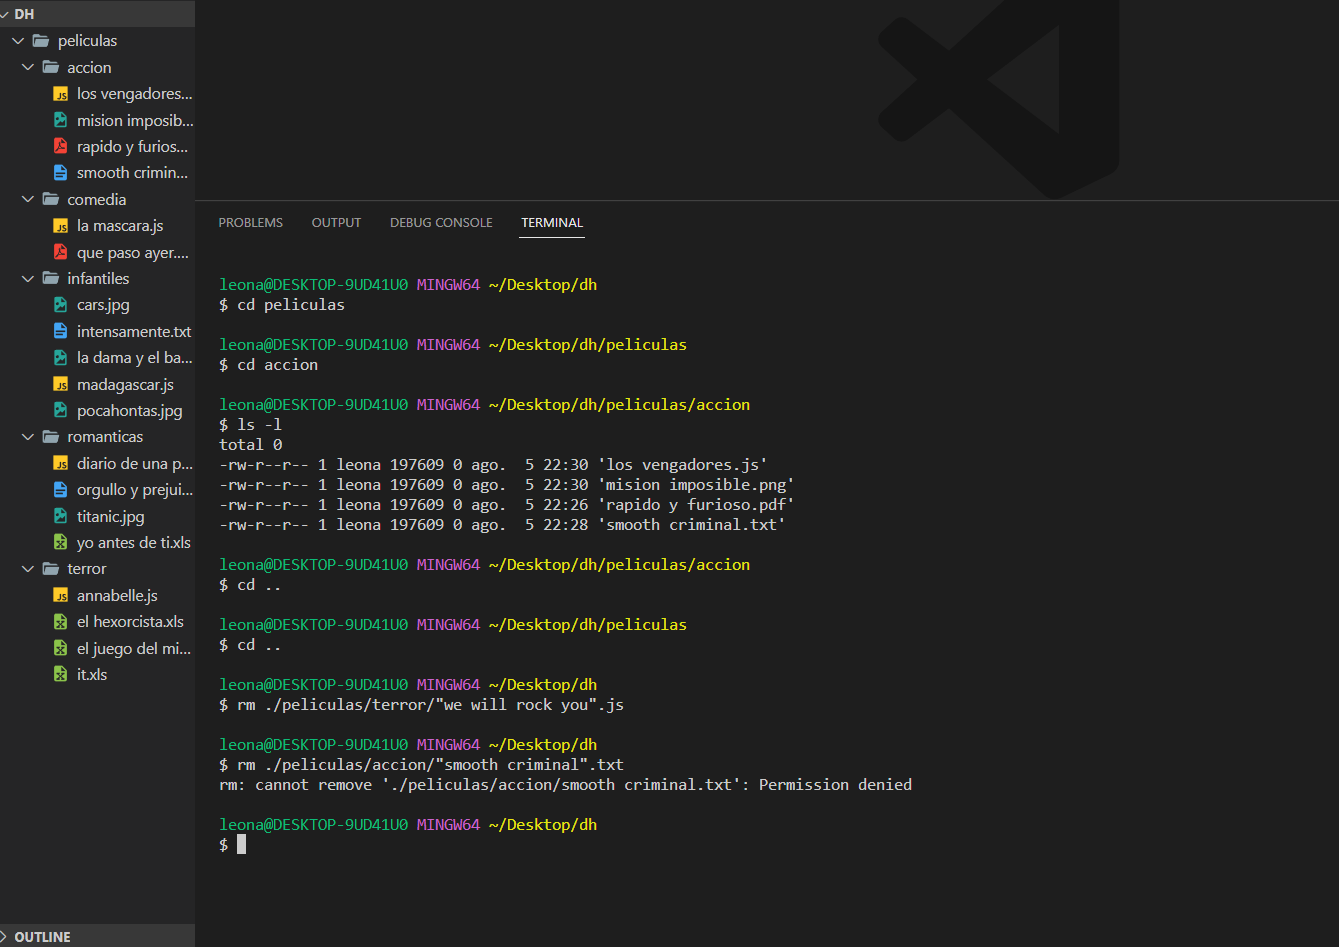 DH
peliculas
accion
los vengadores...
mision imposib...
rapido y furios...
smooth crimin...
comedia
la mascara.js
que paso ayer....
infantiles
cars.jpg
intensamente.txt
la dama y el ba...
madagascar.js
pocahontas.jpg
romanticas
diario de una p...
orgullo y prejui...
titanic.jpg
yo antes de ti.xls
terror
annabelle.js
el hexorcista.xls
el juego del mi...
it.xls
OUTLINE
PROBLEMS OUTPUT DEBUG CONSOLE TERMINAL
leona@DESKTOP-9UD41U0 MINGW64 ~/Desktop/dh
$ cd peliculas
leona@DESKTOP-9UD41U0 MINGW64 ~/Desktop/dh/peliculas
$ cd accion
leona@DESKTOP-9UD41U0 MINGW64 ~/Desktop/dh/peliculas/accion
$ ls -l
total 0
-rw-r--r-- 1 leona 197609 0 ago.  5 22:30 'los vengadores.js'
-rw-r--r-- 1 leona 197609 0 ago.  5 22:30 'mision imposible.png'
-rw-r--r-- 1 leona 197609 0 ago.  5 22:26 'rapido y furioso.pdf'
-rw-r--r-- 1 leona 197609 0 ago.  5 22:28 'smooth criminal.txt'
leona@DESKTOP-9UD41U0 MINGW64 ~/Desktop/dh/peliculas/accion
$ cd ..
leona@DESKTOP-9UD41U0 MINGW64 ~/Desktop/dh/peliculas
$ cd ..
leona@DESKTOP-9UD41U0 MINGW64 ~/Desktop/dh
$ rm ./peliculas/terror/"we will rock you".js
leona@DESKTOP-9UD41U0 MINGW64 ~/Desktop/dh
$ rm ./peliculas/accion/"smooth criminal".txt
rm: cannot remove './peliculas/accion/smooth criminal.txt': Permission denied
leona@DESKTOP-9UD41U0 MINGW64 ~/Desktop/dh
$